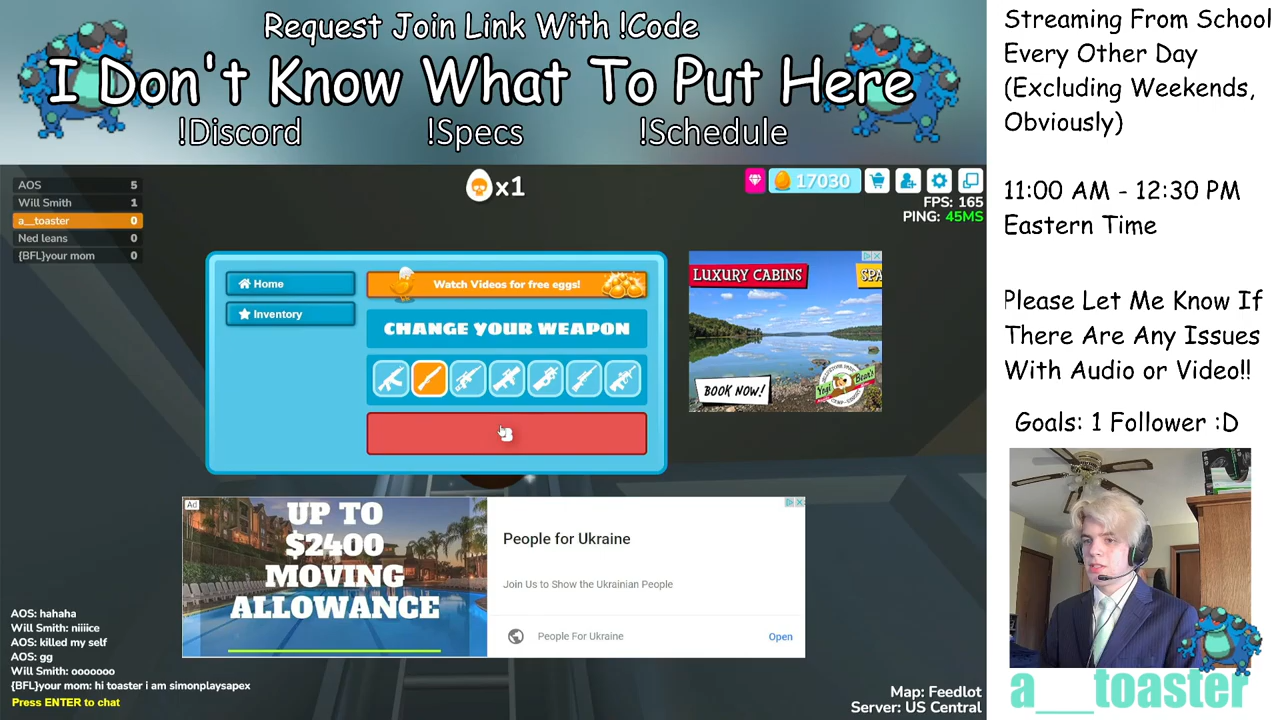 Request Join Link With !Code
I Don't Know What To Put Here
!Discord
!Specs
!Schedule
Streaming From School
Every Other Day
(Excluding Weekends,
Obviously)
11:00 AM - 12:30 PM
Eastern Time
Please Let Me Know If
There Are Any Issues
With Audio or Video!!
Goals: 1 Follower :D
AOS 5
Will Smith 1
a__toaster 0
Ned leans 0
{BFL}your mom 0
x1
17030
FPS: 165
PING: 45MS
Home
Inventory
Watch Videos for free eggs!
CHANGE YOUR WEAPON
3
LUXURY CABINS
SPA
BOOK NOW!
Yogi Bear's
Ad
UP TO
$2400
MOVING
ALLOWANCE
People for Ukraine
Join Us to Show the Ukrainian People
People For Ukraine
Open
AOS: hahaha
Will Smith: niiiice
AOS: killed my self
AOS: gg
Will Smith: ooooooo
{BFL}your mom: hi toaster i am simonplaysapex
Press ENTER to chat
Map: Feedlot
Server: US Central
a__toaster